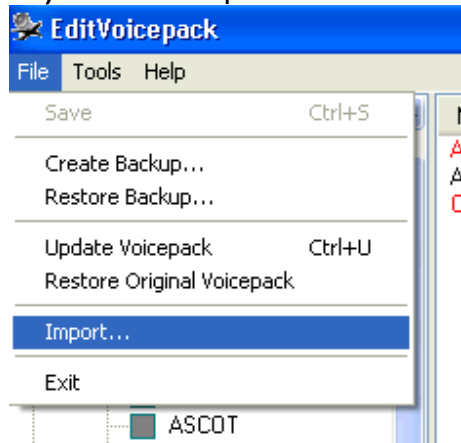 EditVoicepack
File Tools Help
Save Ctrl+S
Create Backup...
Restore Backup...
Update Voicepack Ctrl+U
Restore Original Voicepack
Import...
Exit
ASCOT